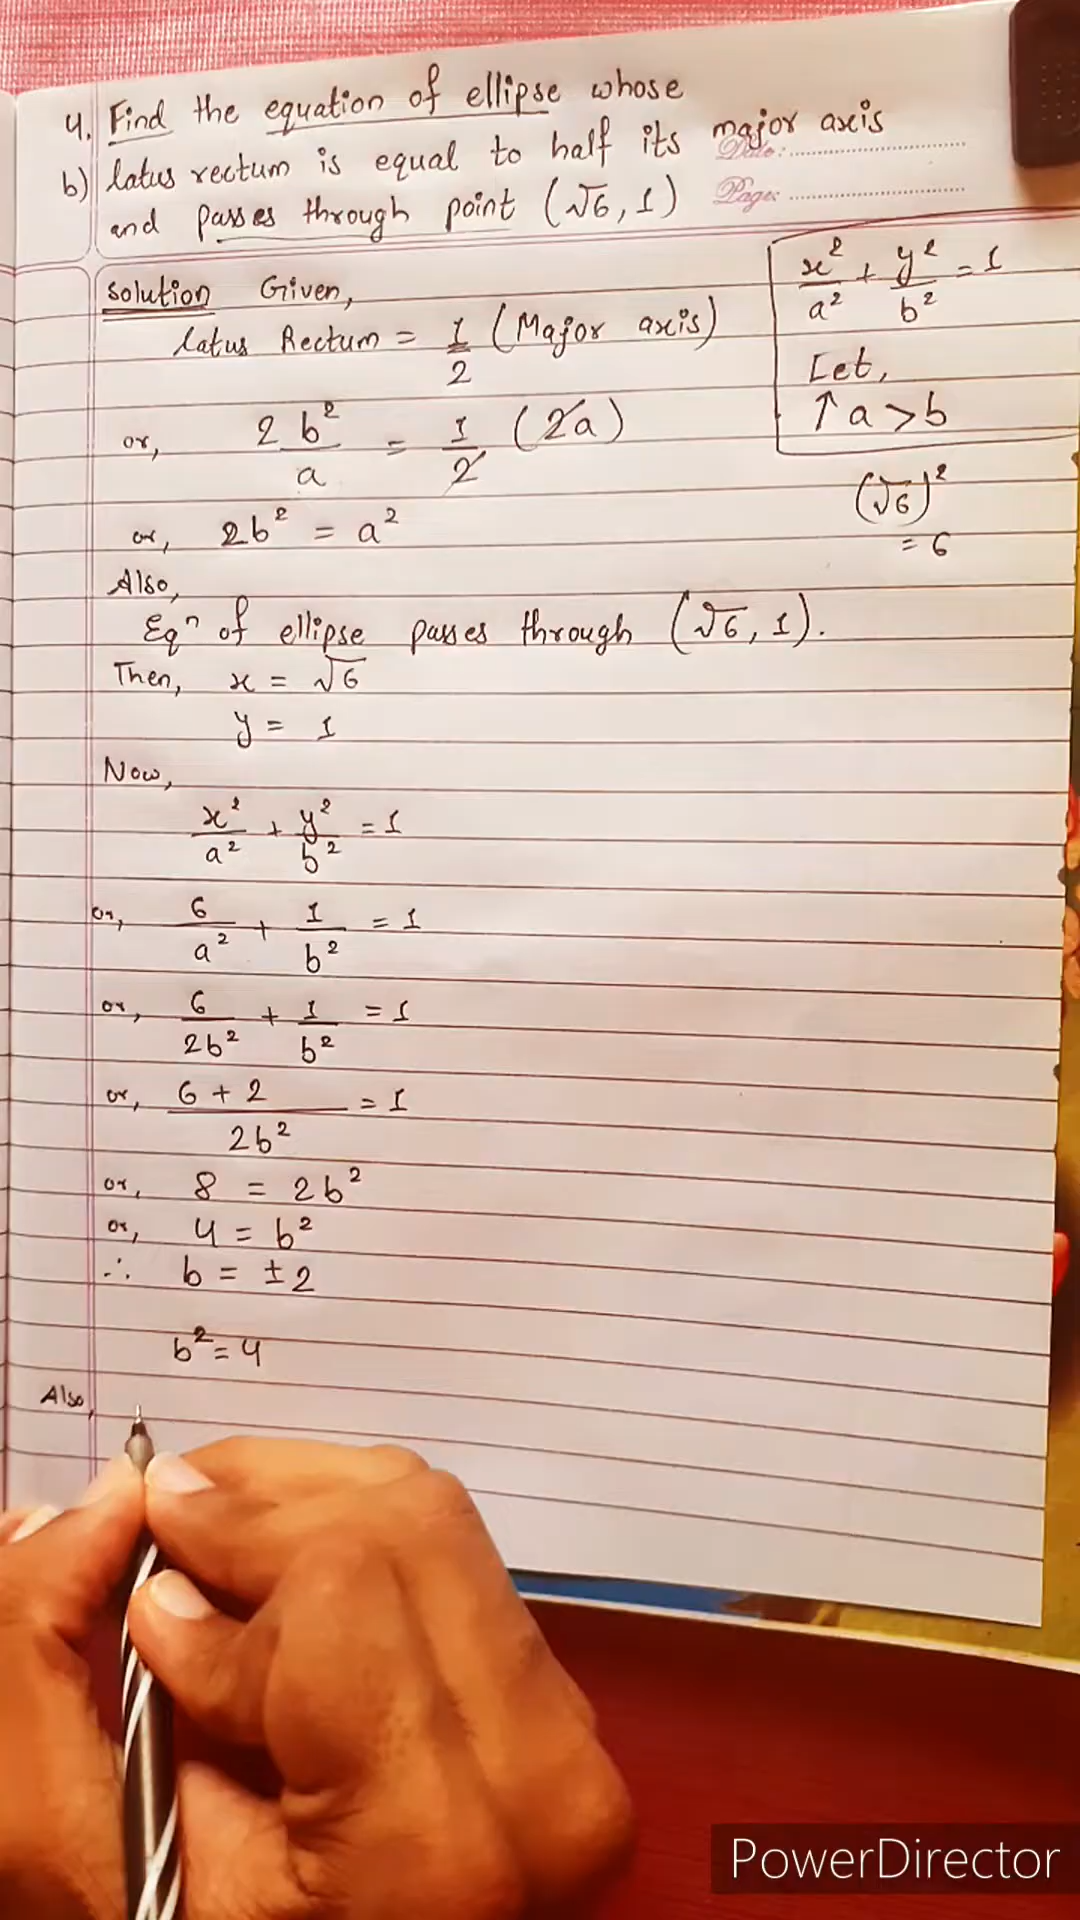 4. Find the equation of ellipse whose
b) latus rectum is equal to half its major axis
and passes through point (√6, 1)
Date:
Page:
Solution Given,
Latus Rectum = 1/2 (Major axis)
x²/a² + y²/b² = 1
Let,
↑ a > b
or, 2b²/a = 1/2 (2a)
(√6)²
= 6
or, 2b² = a²
Also,
Eqⁿ of ellipse passes through (√6, 1).
Then, x = √6
y = 1
Now,
x²/a² + y²/b² = 1
or, 6/a² + 1/b² = 1
or, 6/2b² + 1/b² = 1
or, 6 + 2/2b² = 1
or, 8 = 2b²
or, 4 = b²
∴ b = ±2
b² = 4
Also,
PowerDirector